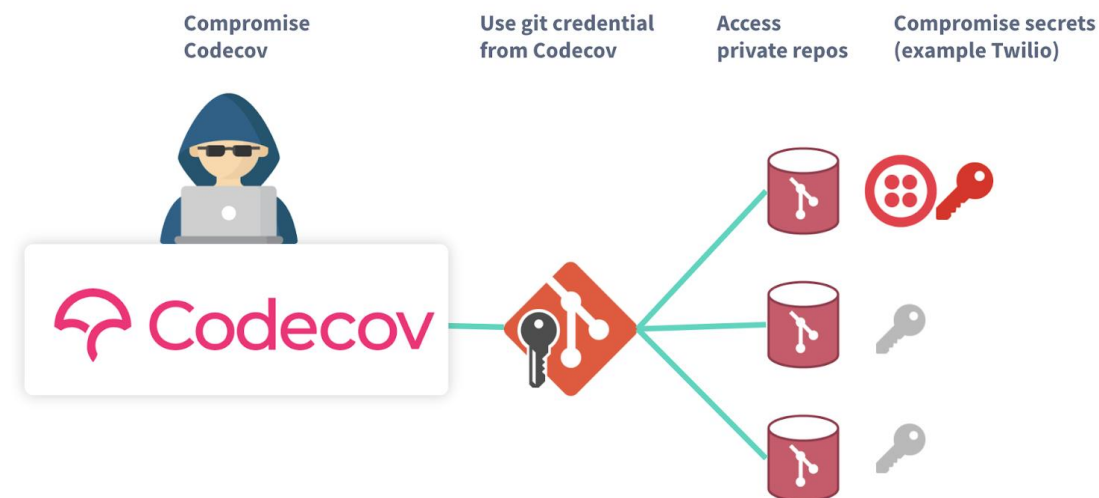 Compromise
Codecov
Use git credential
from Codecov
Access
private repos
Compromise secrets
(example Twilio)
Codecov